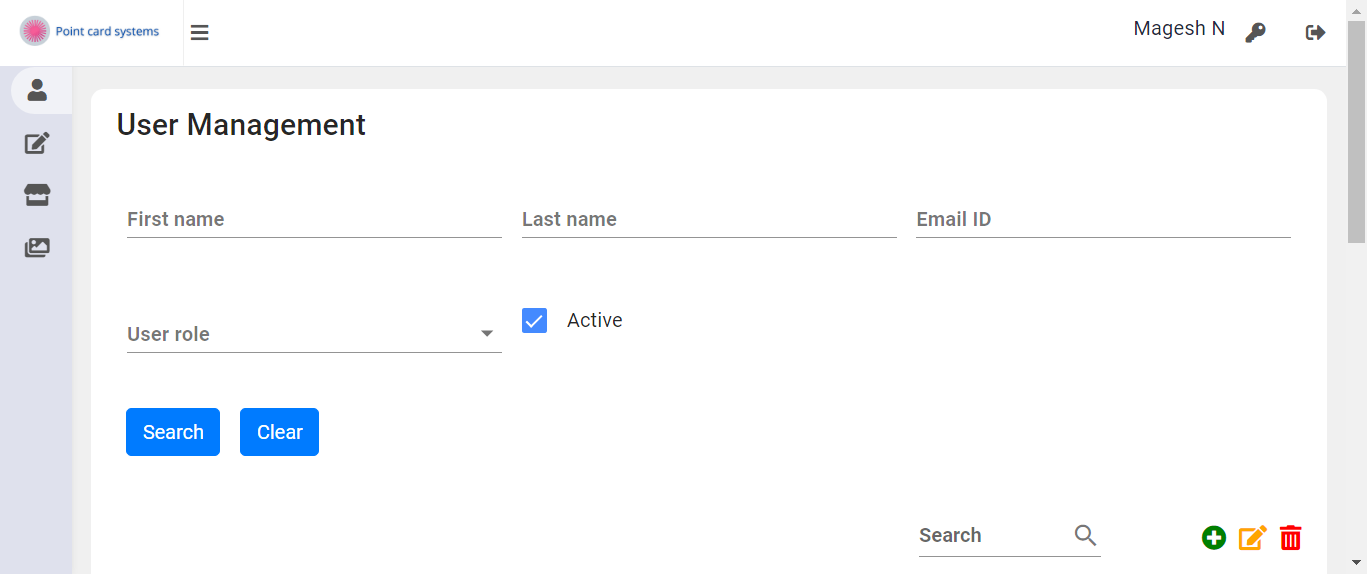 Point card systems
Magesh N
User Management
First name
Last name
Email ID
User role
Active
Search
Clear
Search